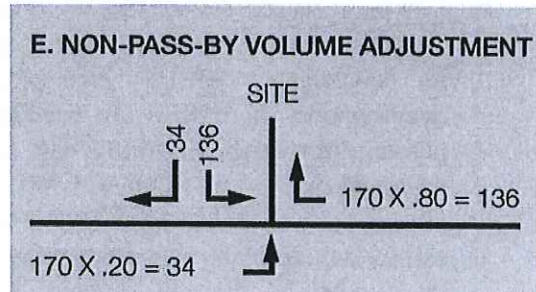 E. NON-PASS-BY VOLUME ADJUSTMENT
SITE
34
136
170 X .80 = 136
170 X .20 = 34